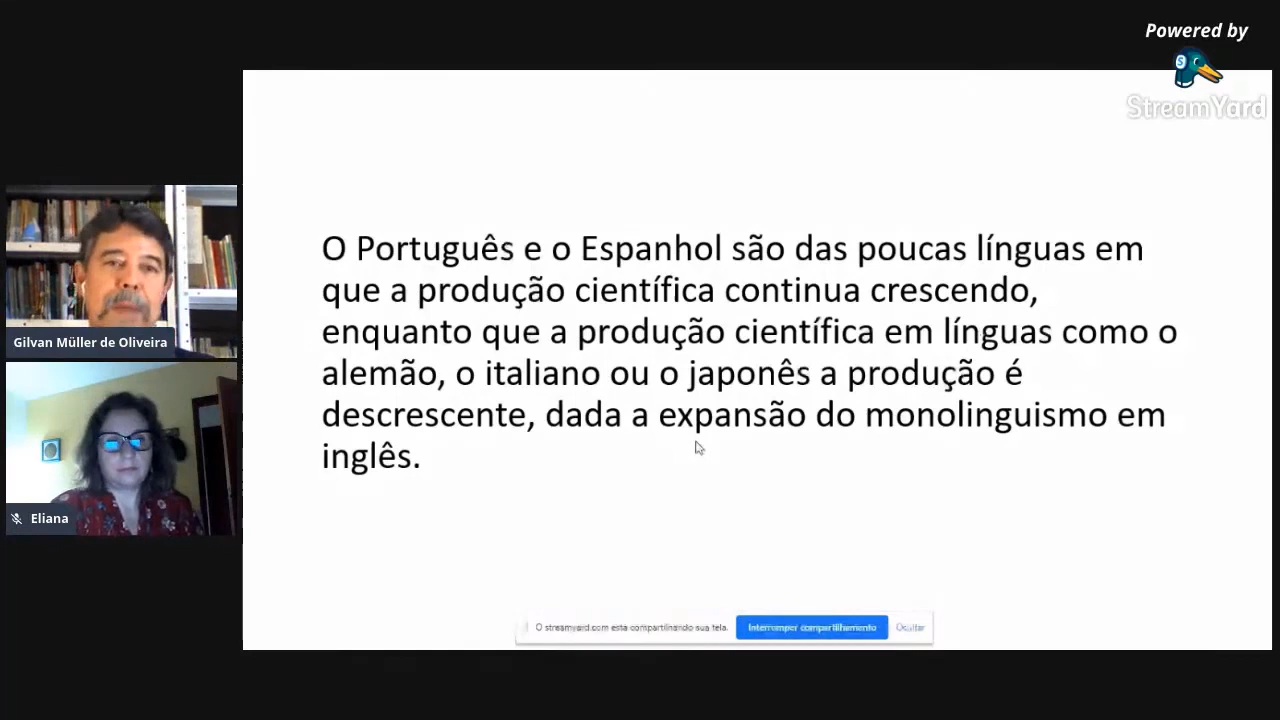 Powered by
StreamYard
O Português e o Espanhol são das poucas línguas em
que a produção científica continua crescendo,
enquanto que a produção científica em línguas como o
alemão, o italiano ou o japonês a produção é
descrescente, dada a expansão do monolinguismo em
inglês.
Gilvan Müller de Oliveira
Eliana
O streamyard.com está compartilhando sua tela.
Interromper compartilhamento
Ocultar